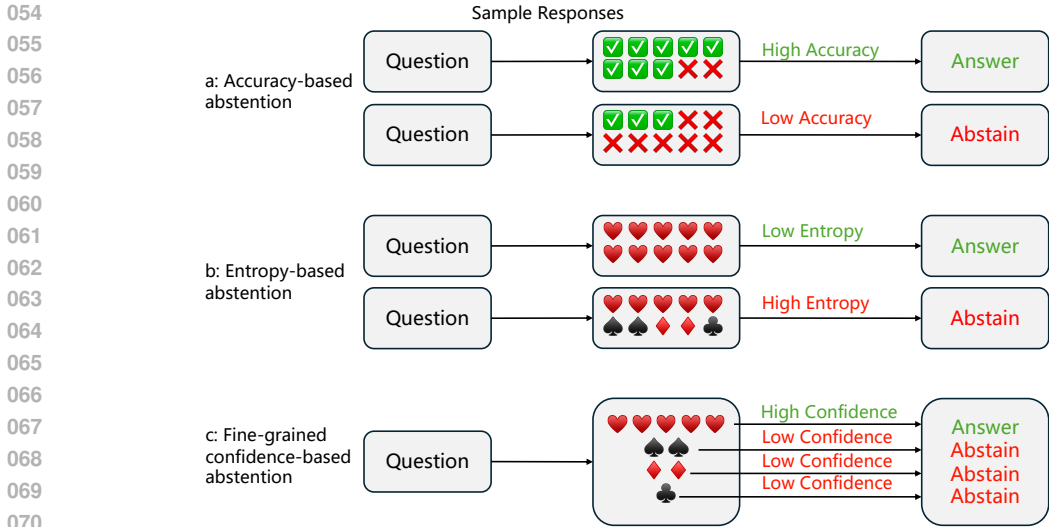 054
Sample Responses
055
Question
High Accuracy
Answer
056
a: Accuracy-based
abstention
057
Question
Low Accuracy
Abstain
058
059
060
061
Question
Low Entropy
Answer
062
b: Entropy-based
abstention
063
Question
High Entropy
Abstain
064
065
066
067
c: Fine-grained
confidence-based
abstention
Question
High Confidence
Answer
068
Low Confidence
Abstain
069
Low Confidence
Abstain
Low Confidence
Abstain
070